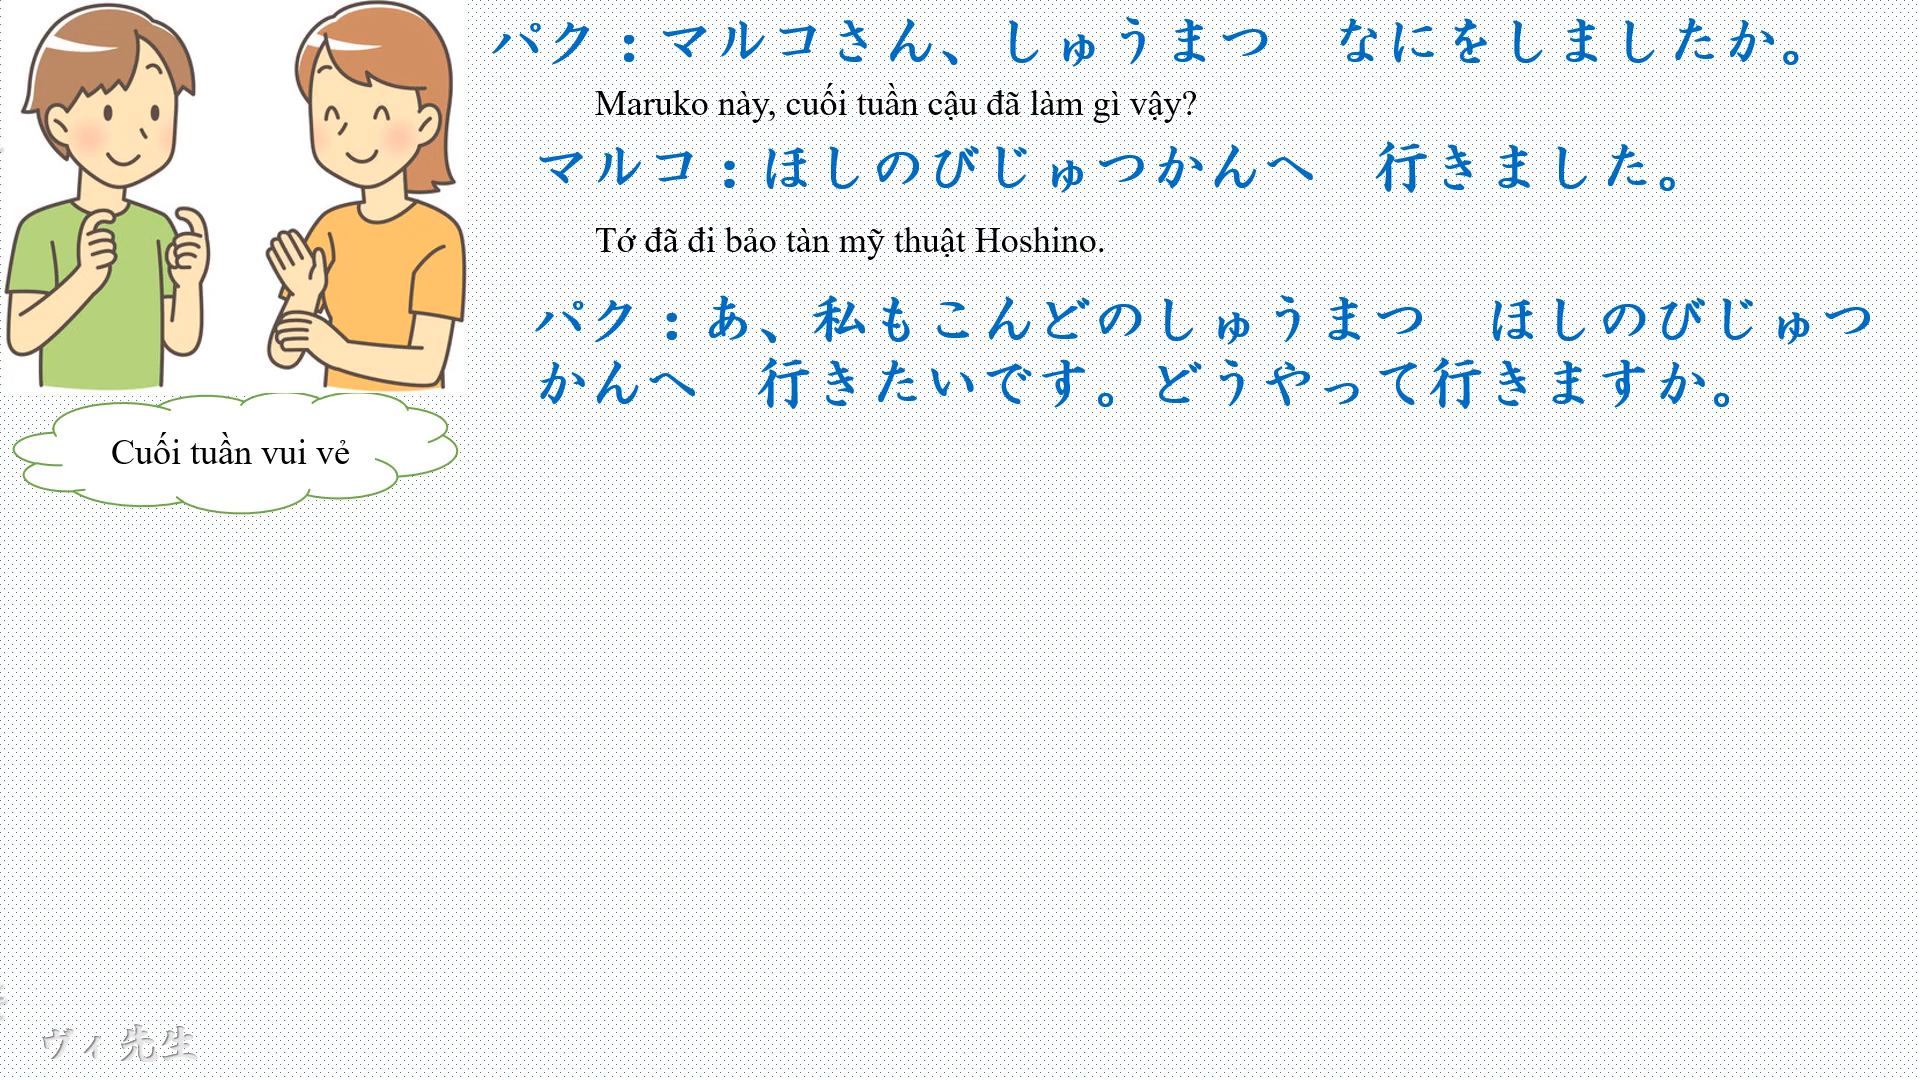 パク：マルコさん、しゅうまつ　なにをしましたか。
Maruko này, cuối tuần cậu đã làm gì vậy?
マルコ：ほしのびじゅつかんへ　行きました。
Tớ đã đi bảo tàn mỹ thuật Hoshino.
パク：あ、私もこんどのしゅうまつ　ほしのびじゅつ
かんへ　行きたいです。どうやって行きますか。
Cuối tuần vui vẻ
ヴィ先生